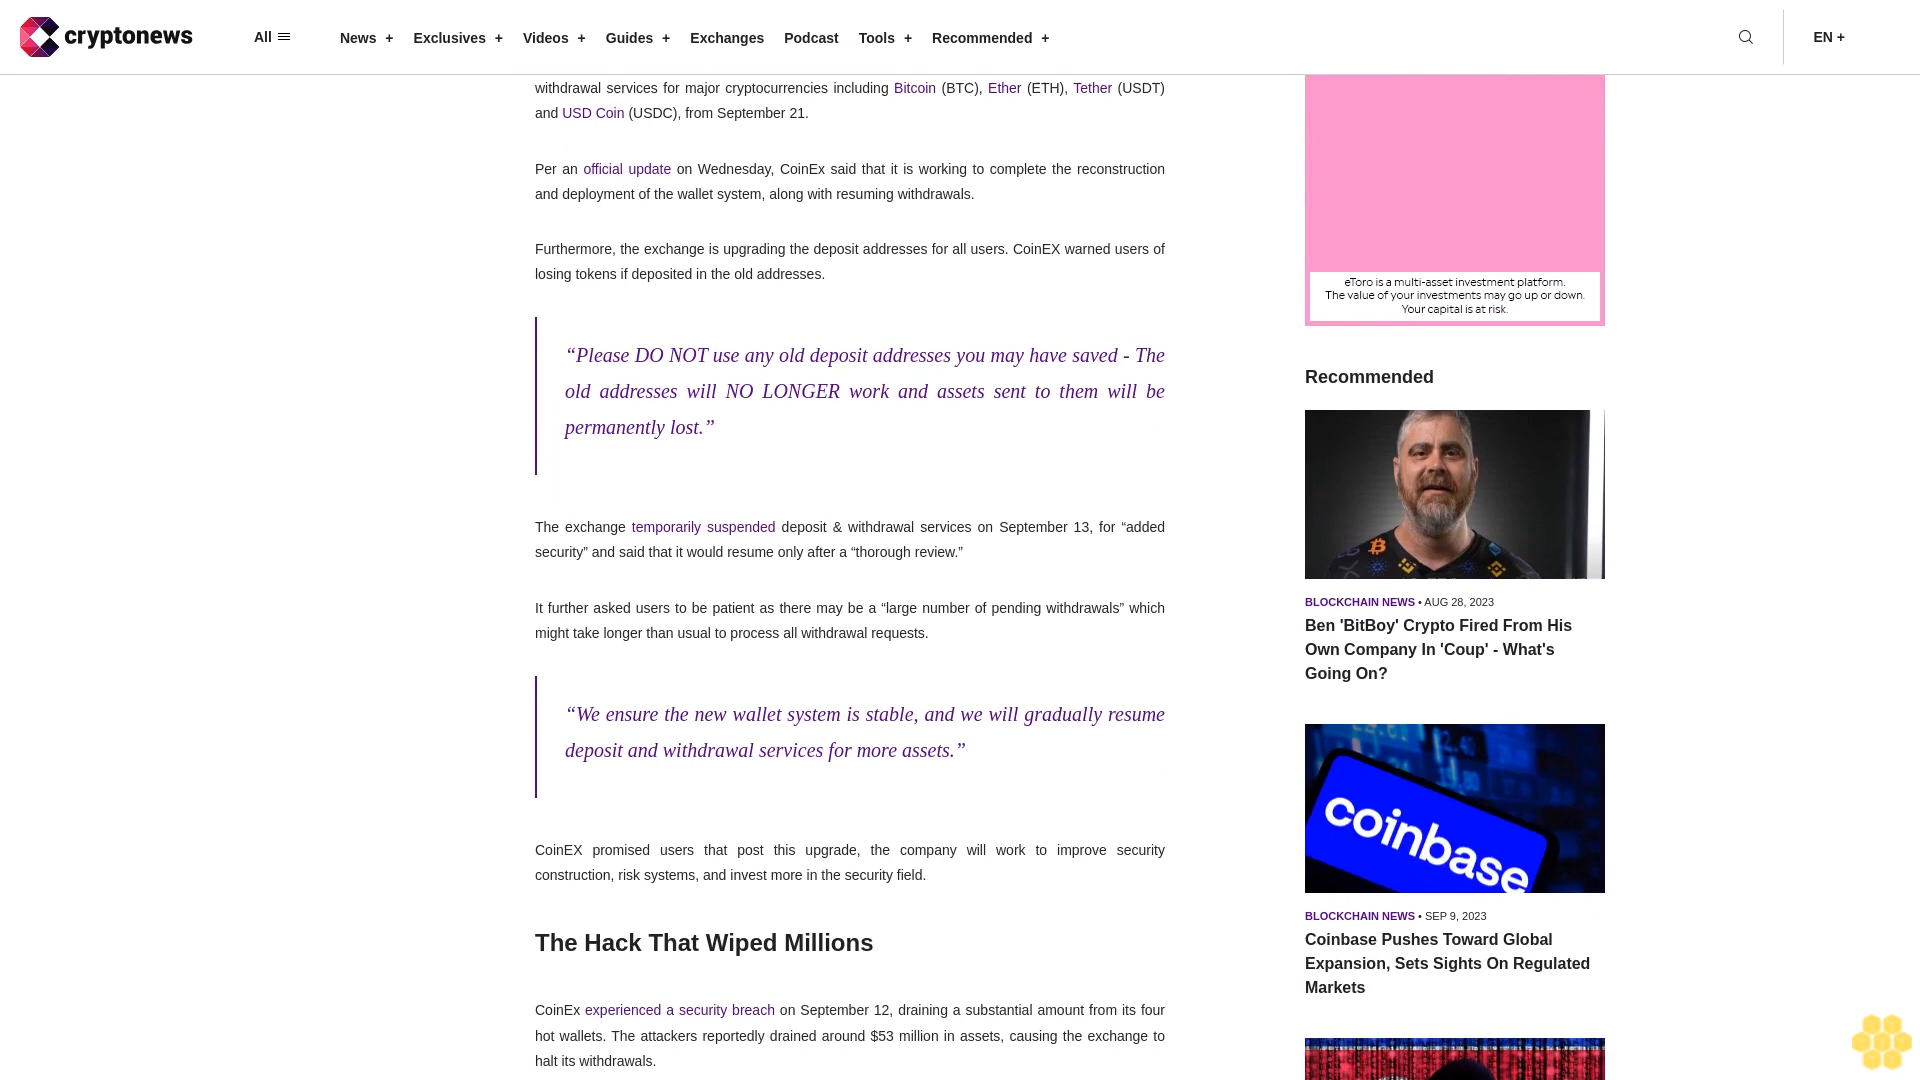 cryptonews
All
News +
Exclusives +
Videos +
Guides +
Exchanges
Podcast
Tools +
Recommended +
EN +
withdrawal services for major cryptocurrencies including Bitcoin (BTC), Ether (ETH), Tether (USDT)
and USD Coin (USDC), from September 21.
Per an official update on Wednesday, CoinEx said that it is working to complete the reconstruction
and deployment of the wallet system, along with resuming withdrawals.
Furthermore, the exchange is upgrading the deposit addresses for all users. CoinEX warned users of
losing tokens if deposited in the old addresses.
“Please DO NOT use any old deposit addresses you may have saved - The
old addresses will NO LONGER work and assets sent to them will be
permanently lost.”
The exchange temporarily suspended deposit & withdrawal services on September 13, for “added
security” and said that it would resume only after a “thorough review.”
It further asked users to be patient as there may be a “large number of pending withdrawals” which
might take longer than usual to process all withdrawal requests.
“We ensure the new wallet system is stable, and we will gradually resume
deposit and withdrawal services for more assets.”
CoinEX promised users that post this upgrade, the company will work to improve security
construction, risk systems, and invest more in the security field.
The Hack That Wiped Millions
CoinEx experienced a security breach on September 12, draining a substantial amount from its four
hot wallets. The attackers reportedly drained around $53 million in assets, causing the exchange to
halt its withdrawals.
eToro is a multi-asset investment platform.
The value of your investments may go up or down.
Your capital is at risk.
Recommended
BLOCKCHAIN NEWS • AUG 28, 2023
Ben 'BitBoy' Crypto Fired From His
Own Company In 'Coup' - What's
Going On?
coinbase
BLOCKCHAIN NEWS • SEP 9, 2023
Coinbase Pushes Toward Global
Expansion, Sets Sights On Regulated
Markets